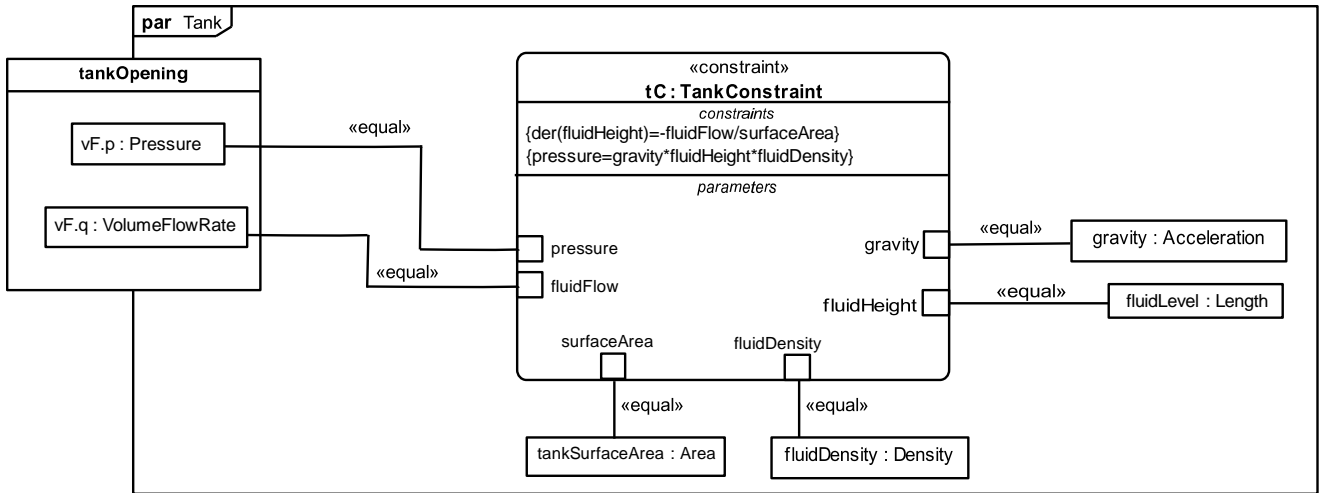 par Tank
tankOpening
vF.p : Pressure
vF.q : VolumeFlowRate
«equal»
«equal»
«constraint»
tC : TankConstraint
constraints
{der(fluidHeight)=-fluidFlow/surfaceArea}
{pressure=gravity*fluidHeight*fluidDensity}
parameters
pressure
fluidFlow
gravity
fluidHeight
surfaceArea
fluidDensity
«equal»
gravity : Acceleration
«equal»
fluidLevel : Length
«equal»
«equal»
tankSurfaceArea : Area
fluidDensity : Density